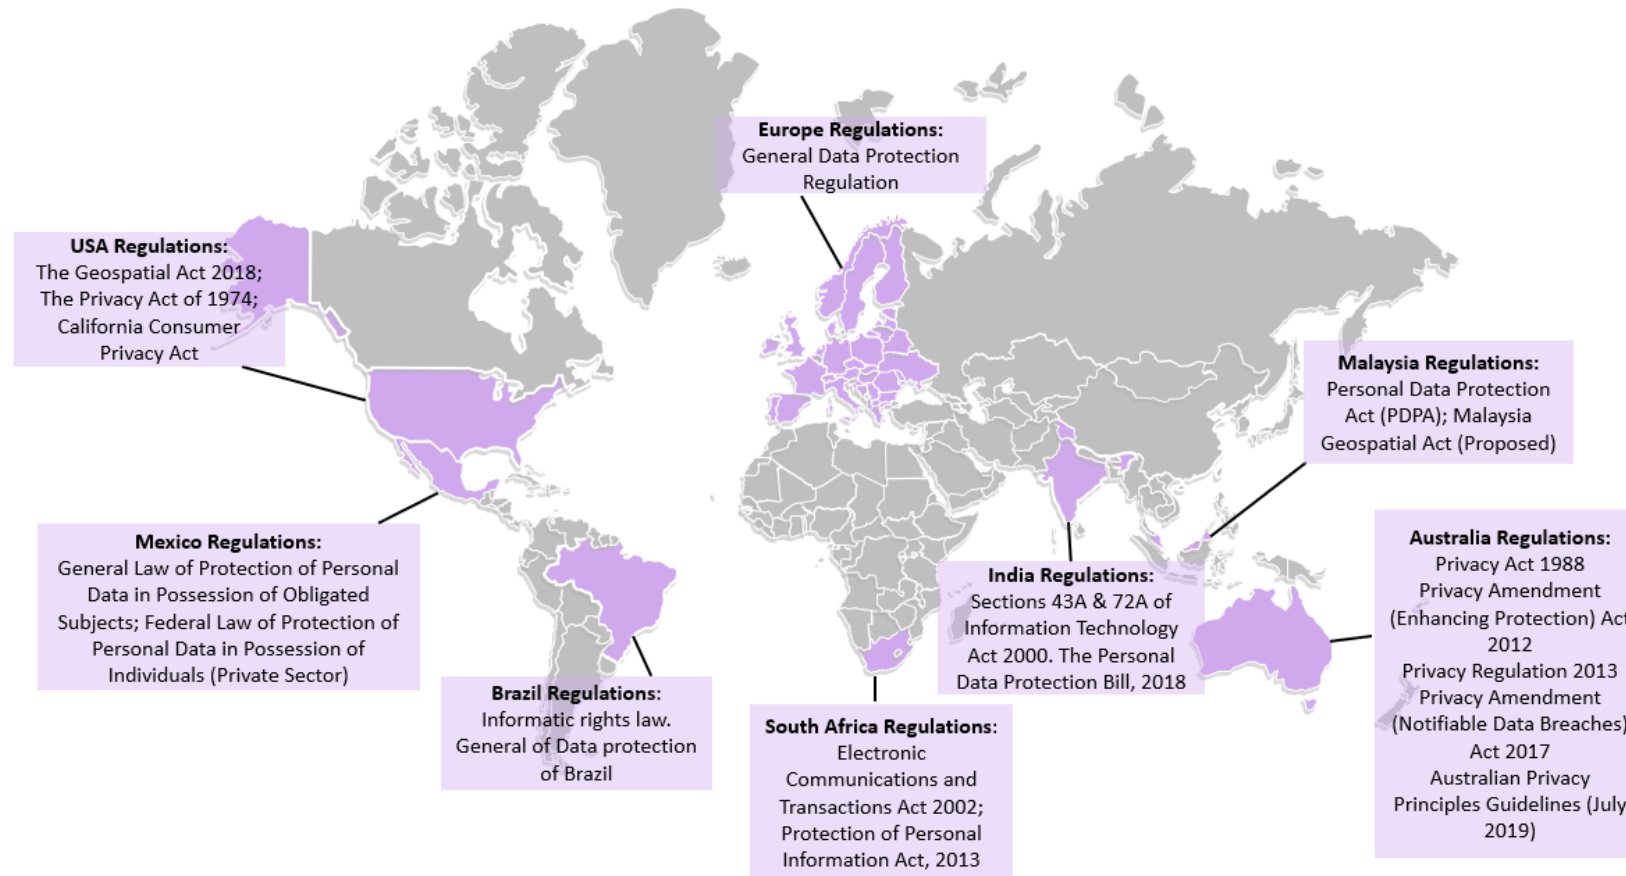 Europe Regulations:
General Data Protection
Regulation
USA Regulations:
The Geospatial Act 2018;
The Privacy Act of 1974;
California Consumer
Privacy Act
Malaysia Regulations:
Personal Data Protection
Act (PDPA); Malaysia
Geospatial Act (Proposed)
Mexico Regulations:
General Law of Protection of Personal
Data in Possession of Obligated
Subjects; Federal Law of Protection of
Personal Data in Possession of
Individuals (Private Sector)
Brazil Regulations:
Informatic rights law.
General of Data protection
of Brazil
South Africa Regulations:
Electronic
Communications and
Transactions Act 2002;
Protection of Personal
Information Act, 2013
India Regulations:
Sections 43A & 72A of
Information Technology
Act 2000. The Personal
Data Protection Bill, 2018
Australia Regulations:
Privacy Act 1988
Privacy Amendment
(Enhancing Protection) Act
2012
Privacy Regulation 2013
Privacy Amendment
(Notifiable Data Breaches)
Act 2017
Australian Privacy
Principles Guidelines (July
2019)